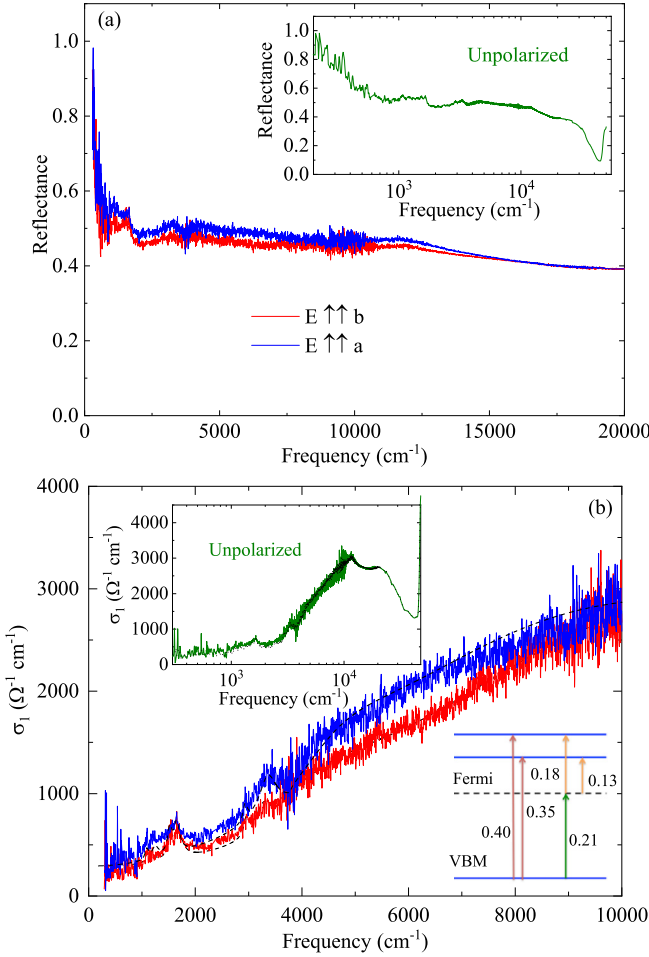 (a)
1.0
0.8
0.6
0.4
0.2
0.0
Reflectance
0
5000
10000
15000
20000
Frequency (cm⁻¹)
E ↑↑ b
E ↑↑ a
1.0
0.8
0.6
0.4
0.2
0.0
Reflectance
Unpolarized
10³
10⁴
Frequency (cm⁻¹)
(b)
4000
3000
2000
1000
0
σ₁ (Ω⁻¹ cm⁻¹)
0
2000
4000
6000
8000
10000
Frequency (cm⁻¹)
4000
3000
2000
1000
0
σ₁ (Ω⁻¹ cm⁻¹)
Unpolarized
10³
10⁴
Frequency (cm⁻¹)
Fermi
VBM
0.18
0.13
0.35
0.40
0.21